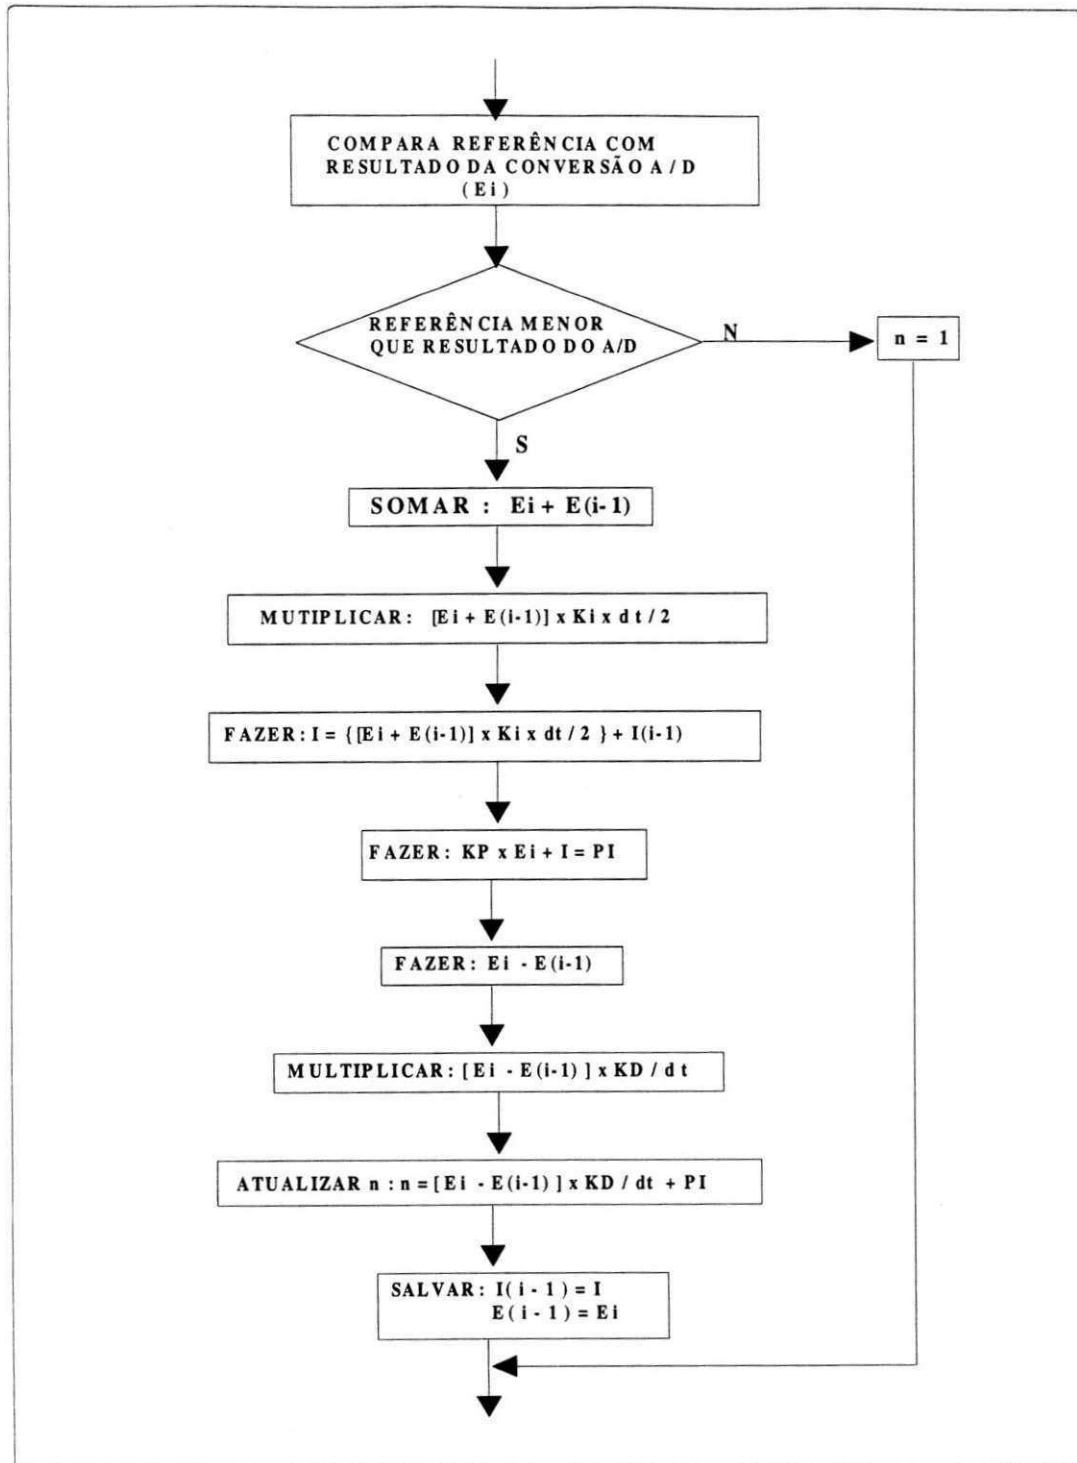 COMPARA REFERÊNCIA COM
RESULTADO DA CONVERSÃO A / D
(Ei)
REFERÊNCIA MENOR
QUE RESULTADO DO A/D
N
n = 1
S
SOMAR : Ei + E(i-1)
MUTIPLICAR: [Ei + E(i-1)] x Ki x dt / 2
FAZER: I = {[Ei + E(i-1)] x Ki x dt / 2 } + I(i-1)
FAZER: KP x Ei + I = PI
FAZER: Ei - E(i-1)
MULTIPLICAR: [Ei - E(i-1) ] x KD / dt
ATUALIZAR n : n = [Ei - E(i-1) ] x KD / dt + PI
SALVAR: I( i - 1 ) = I
E ( i - 1 ) = Ei